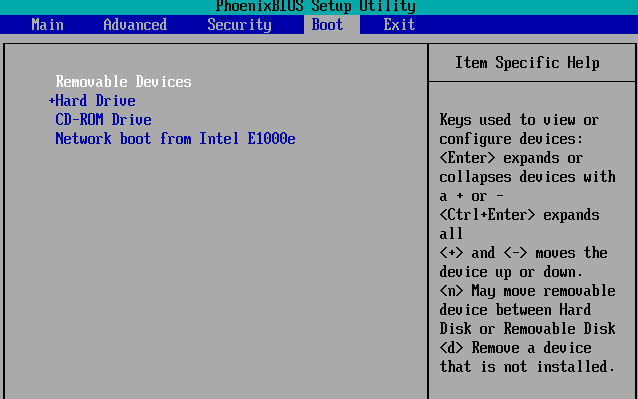 PhoenixBIOS Setup Utility
Main Advanced Security Boot Exit
Removable Devices
+Hard Drive
CD-ROM Drive
Network boot from Intel E1000e
Item Specific Help
Keys used to view or
configure devices:
<Enter> expands or
collapses devices with
a + or -
<Ctrl+Enter> expands
all
<+> and <-> moves the
device up or down.
<n> May move removable
device between Hard
Disk or Removable Disk
<d> Remove a device
that is not installed.